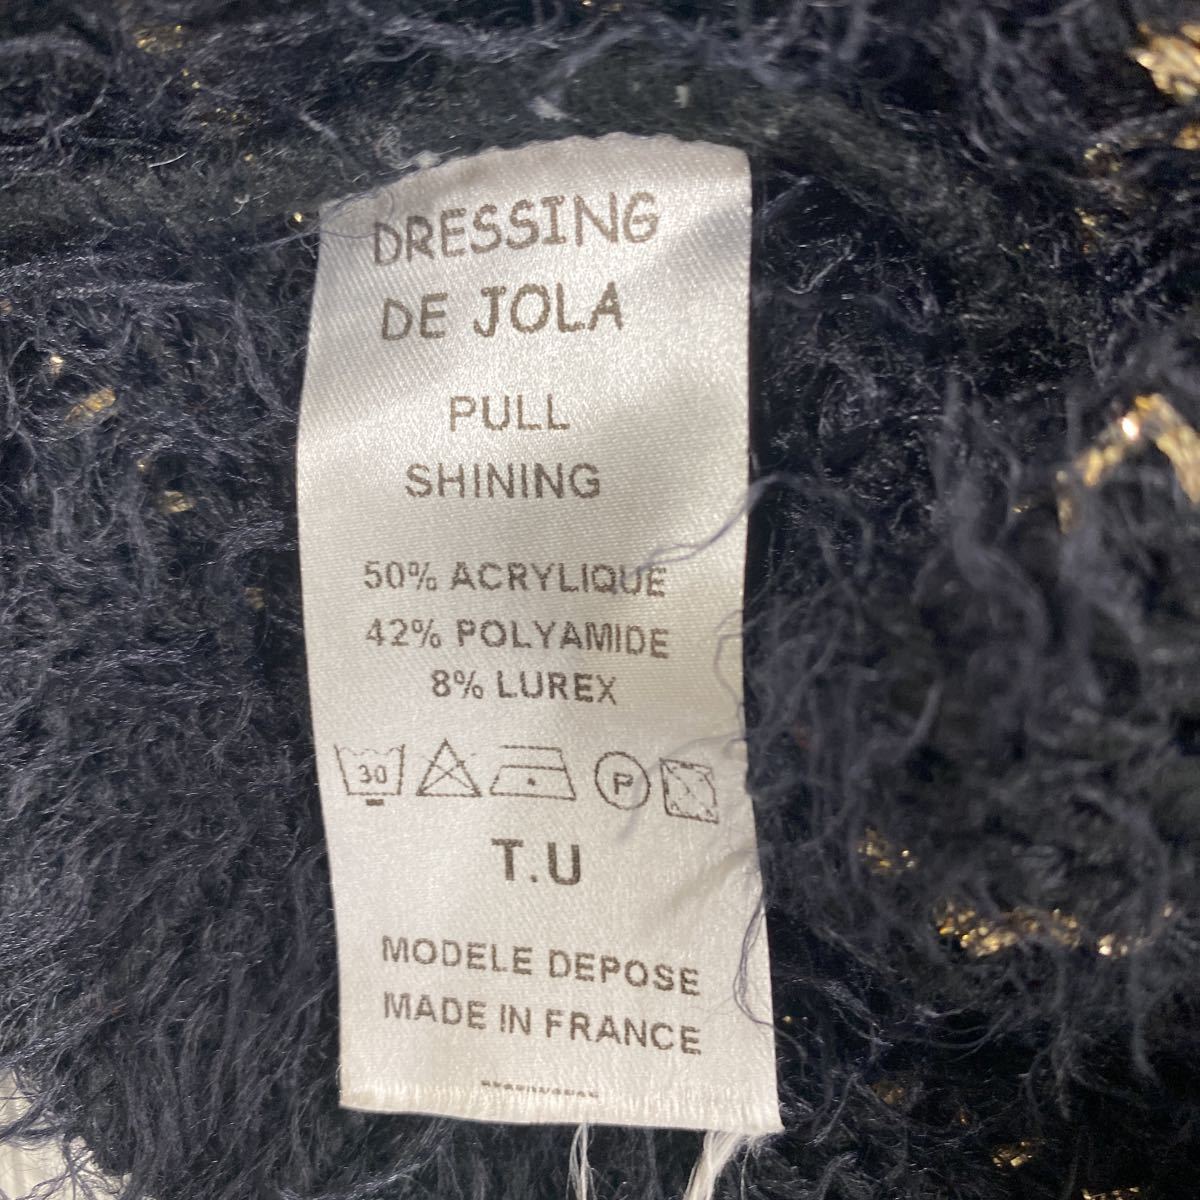 DRESSING
DE JOLA
PULL
SHINING
50% ACRYLIQUE
42% POLYAMIDE
8% LUREX
30 P
T.U
MODELE DEPOSE
MADE IN FRANCE